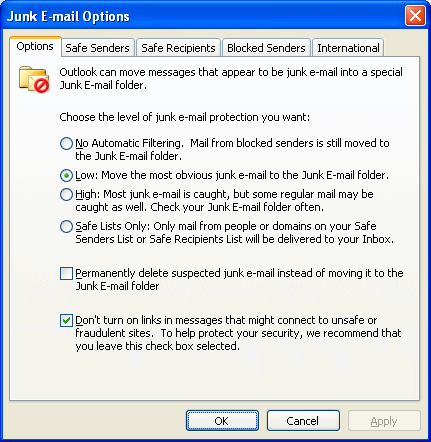 Junk E-mail Options
Options Safe Senders Safe Recipients Blocked Senders International
Outlook can move messages that appear to be junk e-mail into a special
Junk E-mail folder.
Choose the level of junk e-mail protection you want:
No Automatic Filtering. Mail from blocked senders is still moved to
the Junk E-mail folder.
Low: Move the most obvious junk e-mail to the Junk E-mail folder.
High: Most junk e-mail is caught, but some regular mail may be
caught as well. Check your Junk E-mail folder often.
Safe Lists Only: Only mail from people or domains on your Safe
Senders List or Safe Recipients List will be delivered to your Inbox.
Permanently delete suspected junk e-mail instead of moving it to the
Junk E-mail folder
Don't turn on links in messages that might connect to unsafe or
fraudulent sites. To help protect your security, we recommend that
you leave this check box selected.
OK Cancel Apply